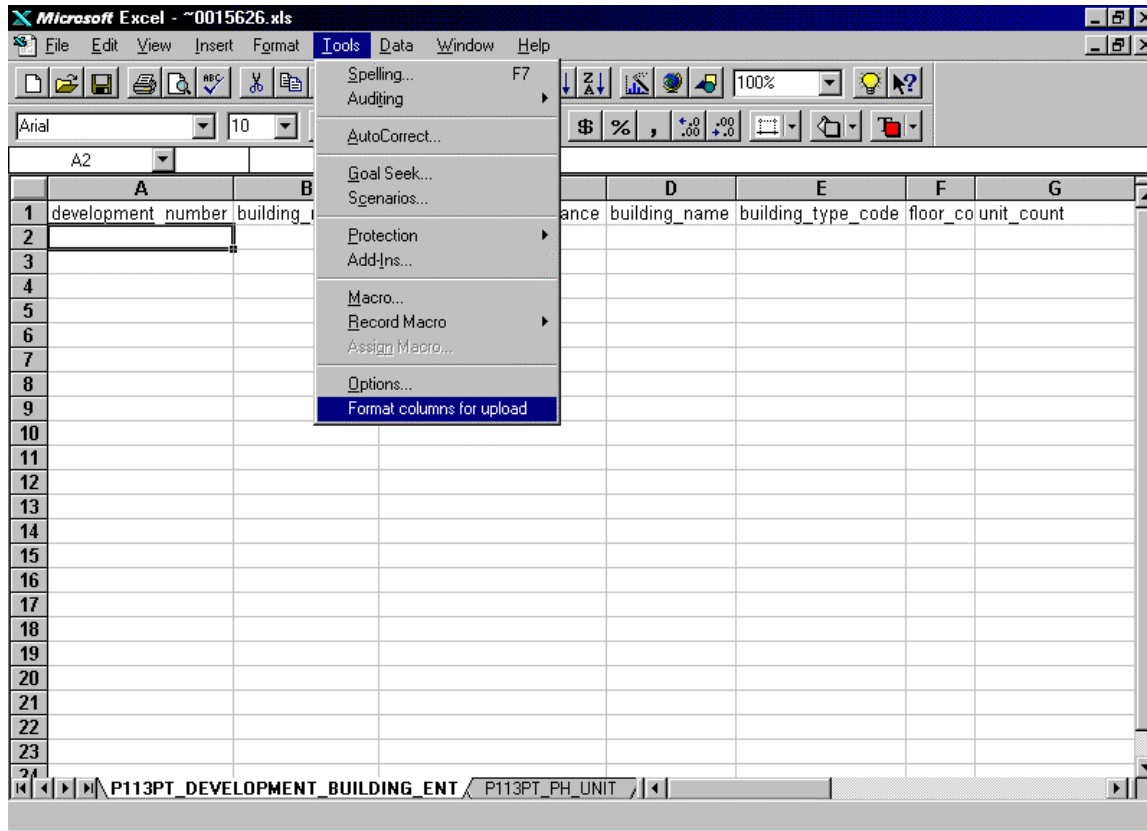 Microsoft Excel - ~0015626.xls
File Edit View Insert Format Tools Data Window Help
100%
Arial 10 $ % ,
A2
Spelling... F7
Auditing
AutoCorrect...
Goal Seek...
Scenarios...
Protection
Add-Ins...
Macro...
Record Macro
Assign Macro...
Options...
Format columns for upload
A B D E F G
1 development_number building_ ance building_name building_type_code floor_co unit_count
2
3
4
5
6
7
8
9
10
11
12
13
14
15
16
17
18
19
20
21
22
23
24
P113PT_DEVELOPMENT_BUILDING_ENT P113PT_PH_UNIT